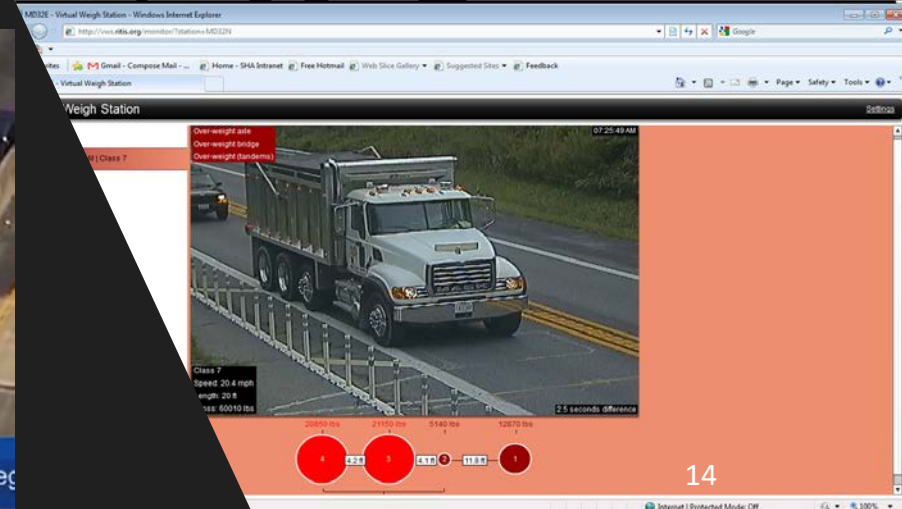 MD32E - Virtual Weigh Station - Windows Internet Explorer
http://vws.ritis.org/monitor/?station=MD32N
Google
Gmail - Compose Mail - ...
Home - SHA Intranet
Free Hotmail
Web Slice Gallery
Suggested Sites
Feedback
Virtual Weigh Station
Page
Safety
Tools
Weigh Station
Settings
| Class 7
Over-weight axle
Over-weight bridge
Over-weight (tandems)
07:25:49 AM
Class 7
Speed: 20.4 mph
ength: 20 ft
ss: 60010 lbs
2.5 seconds difference
20850 lbs
21150 lbs
5140 lbs
12870 lbs
4
4.2 ft
3
4.1 ft
2
11.8 ft
1
14
Internet | Protected Mode: Off
100%